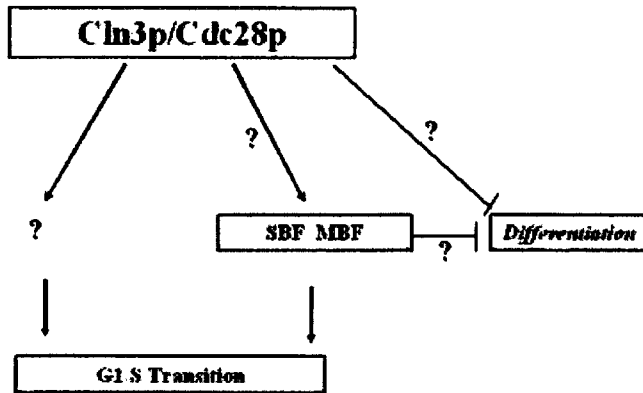 Cln3p/Cdc28p
?
?
?
SBF MBF
?
Differentiation
G1 S Transition